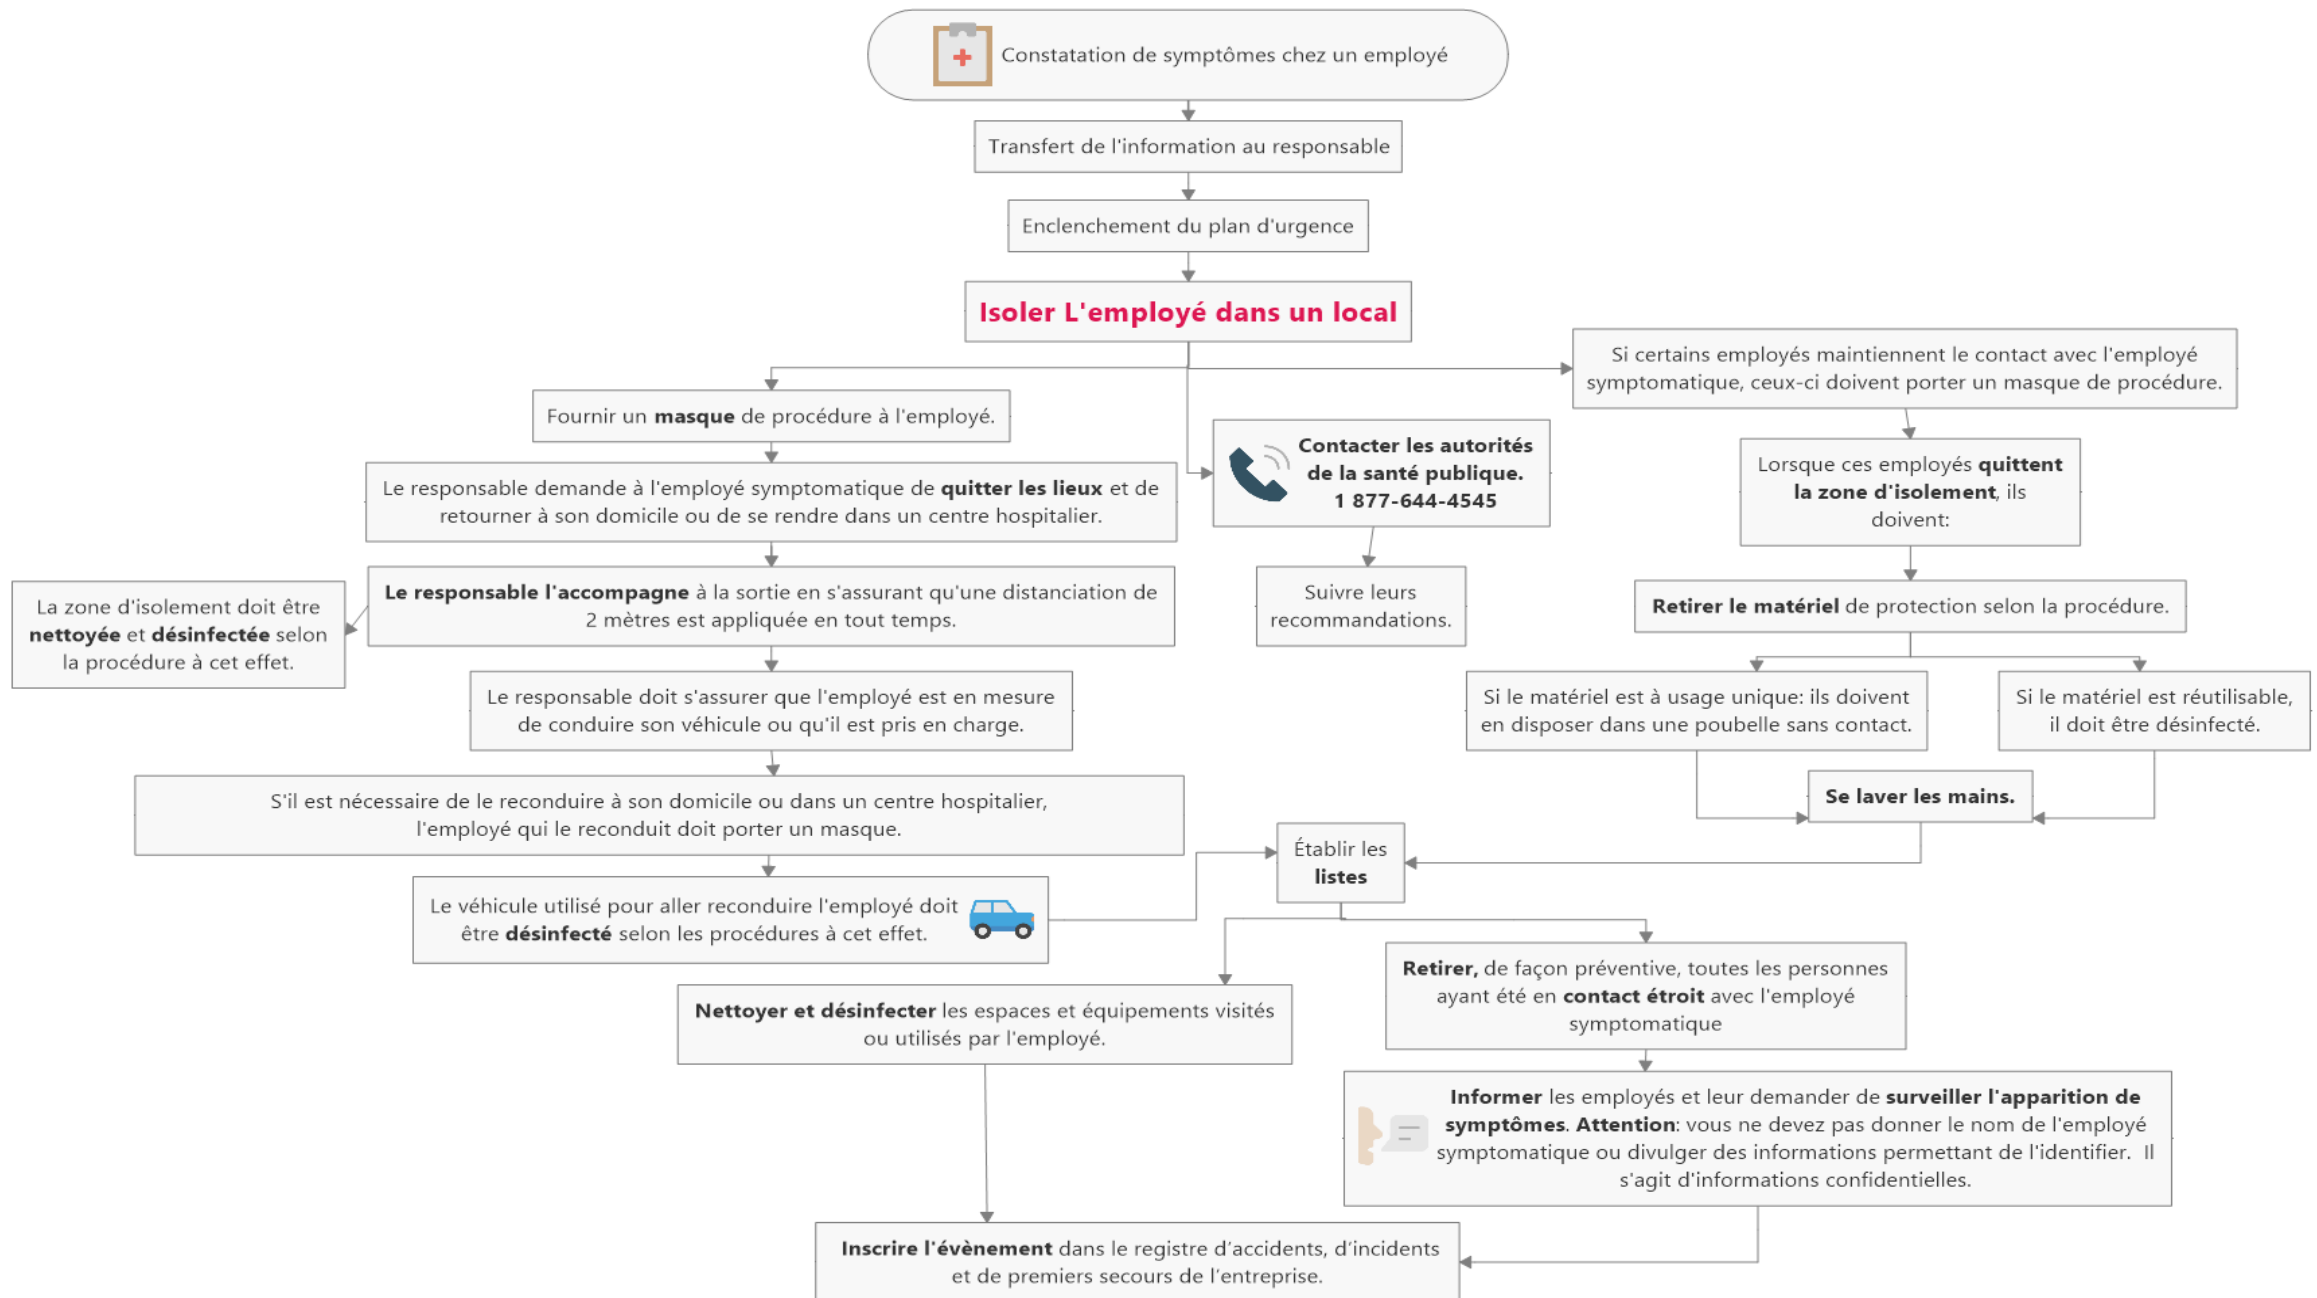 Constatation de symptômes chez un employé
Transfert de l'information au responsable
Enclenchement du plan d'urgence
Isoler L'employé dans un local
Fournir un masque de procédure à l'employé.
Le responsable demande à l'employé symptomatique de quitter les lieux et de
retourner à son domicile ou de se rendre dans un centre hospitalier.
Le responsable l'accompagne à la sortie en s'assurant qu'une distanciation de
2 mètres est appliquée en tout temps.
La zone d'isolement doit être
nettoyée et désinfectée selon
la procédure à cet effet.
Le responsable doit s'assurer que l'employé est en mesure
de conduire son véhicule ou qu'il est pris en charge.
S'il est nécessaire de le reconduire à son domicile ou dans un centre hospitalier,
l'employé qui le reconduit doit porter un masque.
Le véhicule utilisé pour aller reconduire l'employé doit
être désinfecté selon les procédures à cet effet.
Contacter les autorités
de la santé publique.
1 877-644-4545
Suivre leurs
recommandations.
Si certains employés maintiennent le contact avec l'employé
symptomatique, ceux-ci doivent porter un masque de procédure.
Lorsque ces employés quittent
la zone d'isolement, ils
doivent:
Retirer le matériel de protection selon la procédure.
Si le matériel est à usage unique: ils doivent
en disposer dans une poubelle sans contact.
Si le matériel est réutilisable,
il doit être désinfecté.
Se laver les mains.
Établir les
listes
Nettoyer et désinfecter les espaces et équipements visités
ou utilisés par l'employé.
Retirer, de façon préventive, toutes les personnes
ayant été en contact étroit avec l'employé
symptomatique
Informer les employés et leur demander de surveiller l'apparition de
symptômes. Attention: vous ne devez pas donner le nom de l'employé
symptomatique ou divulger des informations permettant de l'identifier. Il
s'agit d'informations confidentielles.
Inscrire l'évènement dans le registre d’accidents, d’incidents
et de premiers secours de l’entreprise.